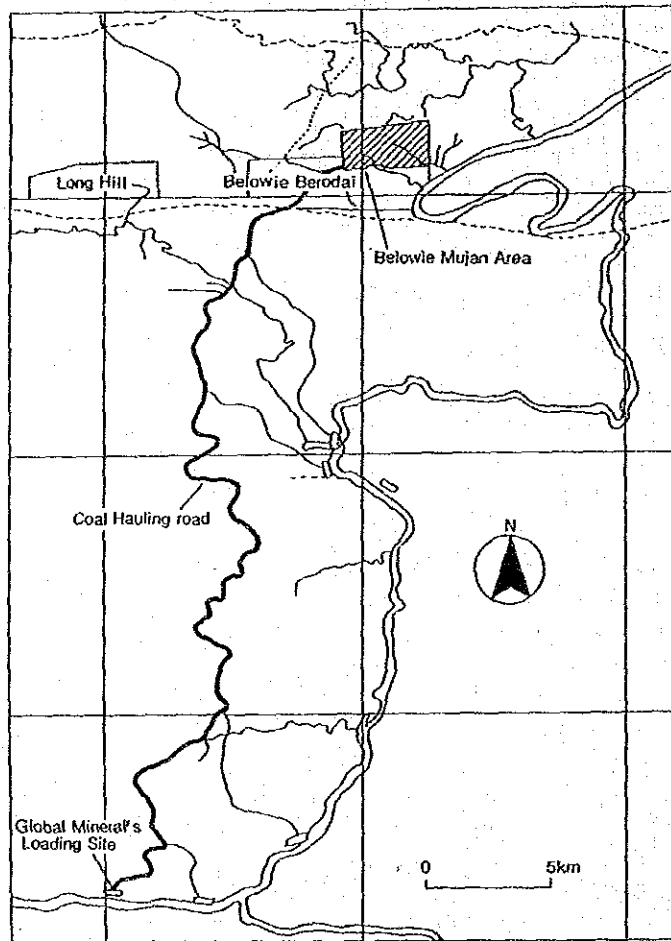 Long Hill
Belowie Berodai
Belowie Mujan Area
Coal Hauling road
N
Global Mineral's
Loading Site
0
5km